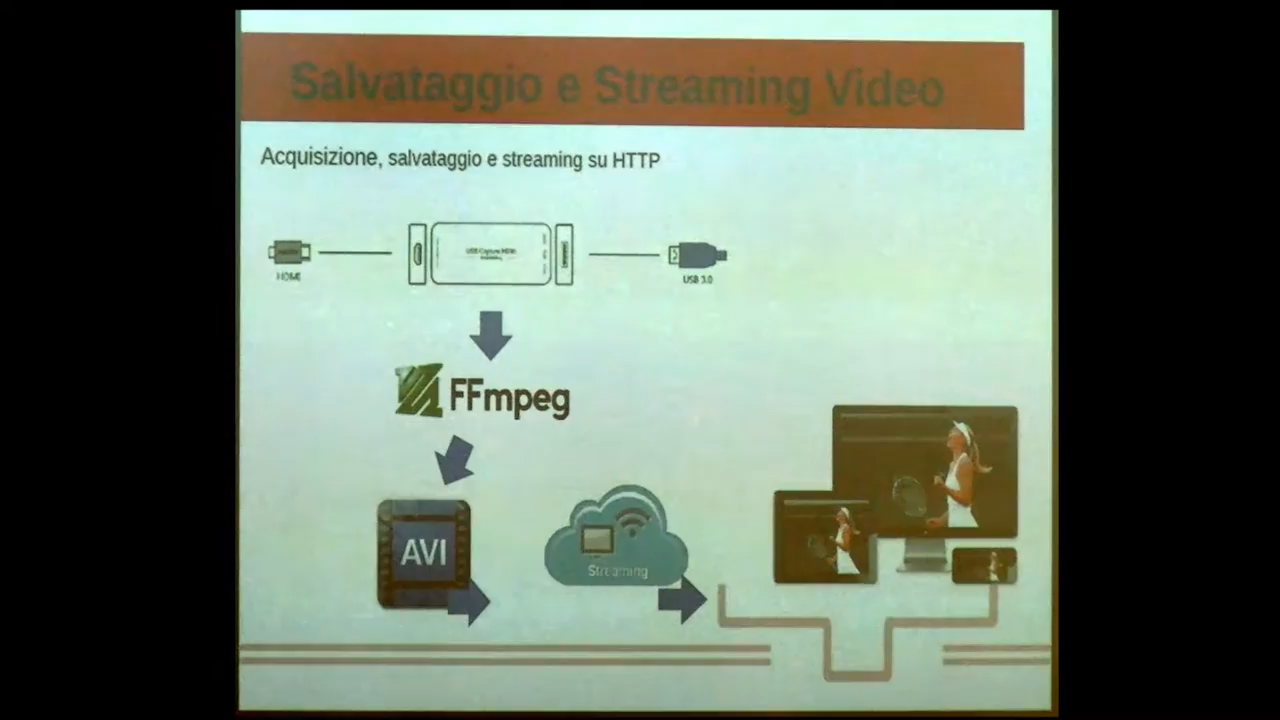 Salvataggio e Streaming Video
Acquisizione, salvataggio e streaming su HTTP
HDMI
USB Capture HDMI
USB 3.0
FFmpeg
AVI
Streaming